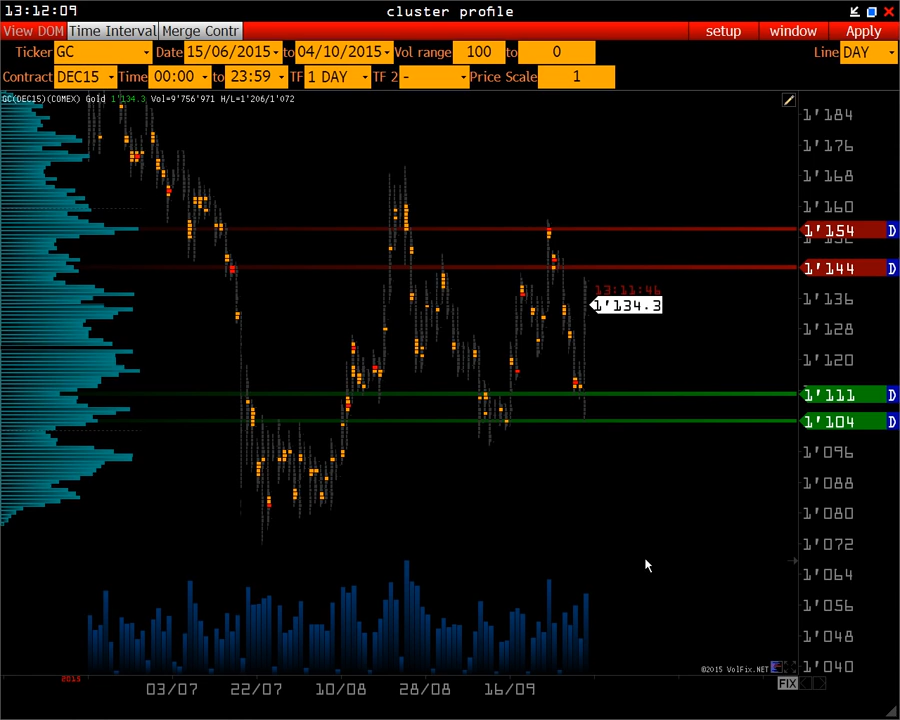 13:12:09 cluster profile
View DOM Time Interval Merge Contr setup window Apply
Ticker GC Date 15/06/2015 to 04/10/2015 Vol range 100 to 0 Line DAY
Contract DEC15 Time 00:00 to 23:59 TF 1 DAY TF 2 - Price Scale 1
GC(DEC15)(COMEX) Gold 1'134.3 Vol=9'756'971 H/L=1'206/1'072
1'184
1'176
1'168
1'160
1'154 D
1'144 D
13:11:46
1'136
1'134.3
1'128
1'120
1'111 D
1'104 D
1'096
1'088
1'080
1'072
1'064
1'056
1'048
©2015 VolFix.NET 1'040
2015
FIX
03/07 22/07 10/08 28/08 16/09